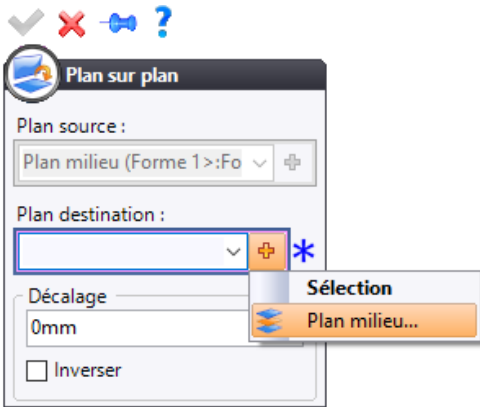 Plan sur plan
Plan source :
Plan milieu (Forme 1>:Fo
Plan destination :
Sélection
Plan milieu...
Décalage
0mm
Inverser